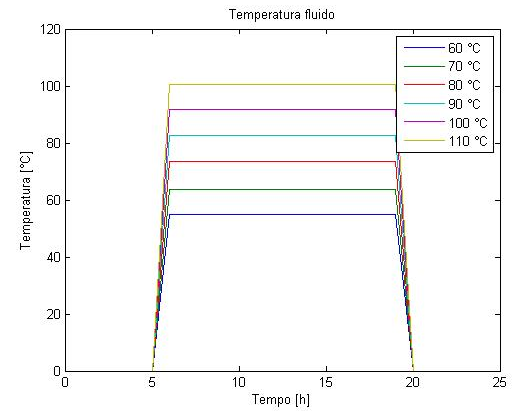 Temperatura fluido
120
100
80
60
40
20
0
Temperatura [°C]
60 °C
70 °C
80 °C
90 °C
100 °C
110 °C
0 5 10 15 20 25
Tempo [h]